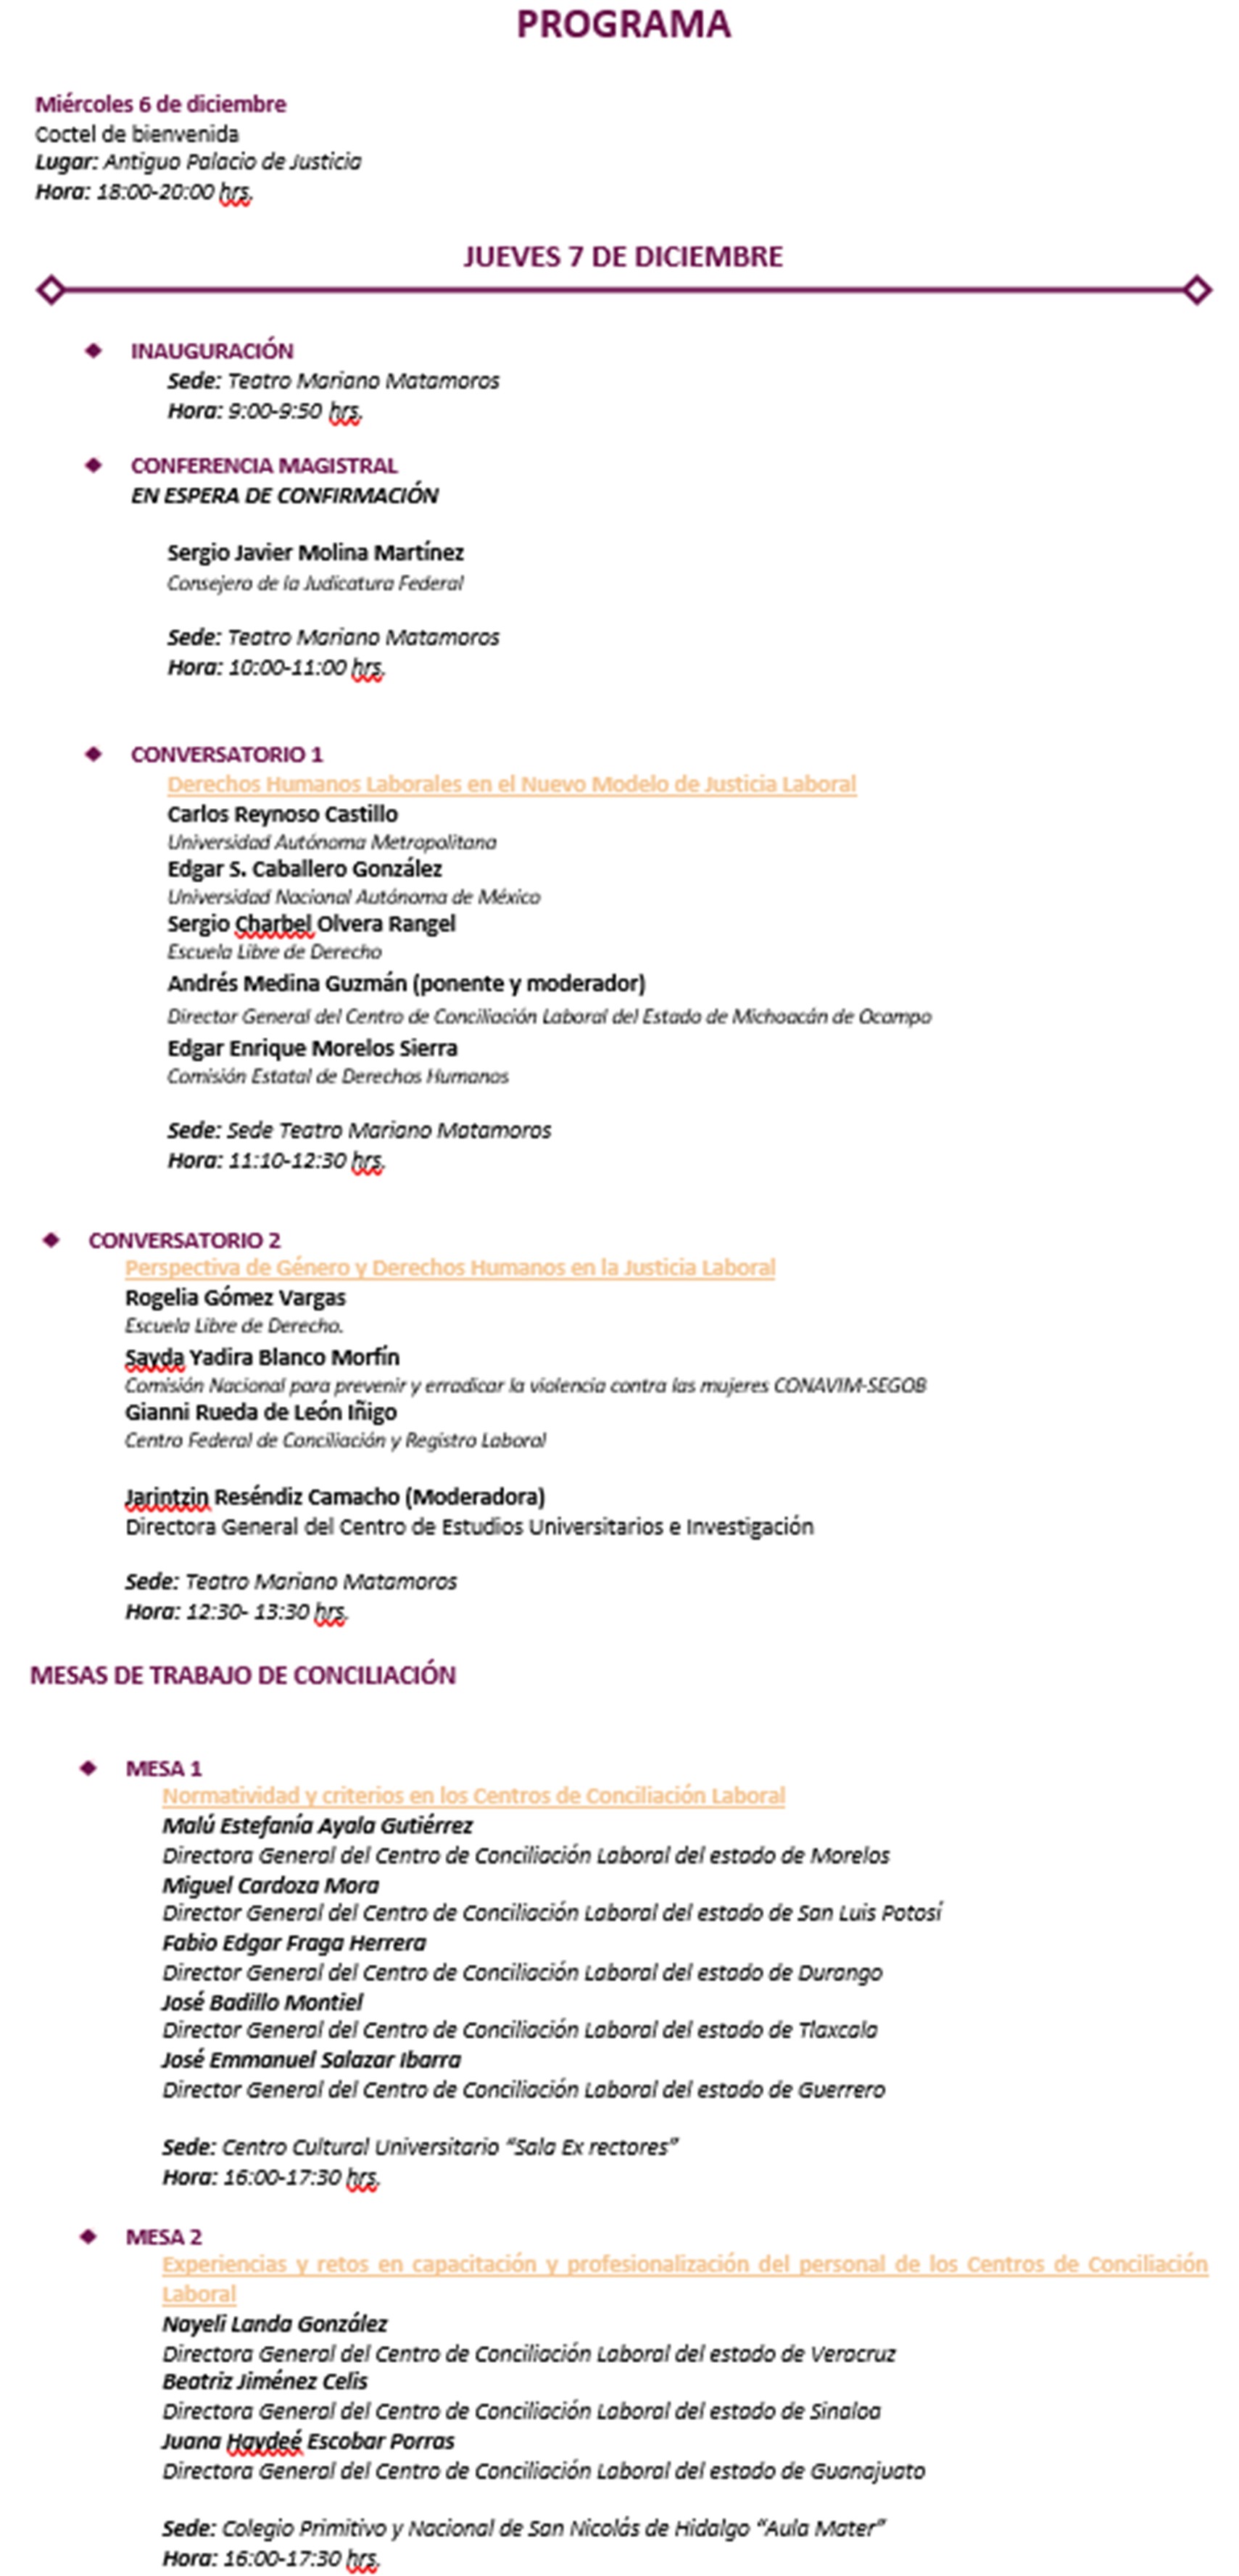 PROGRAMA
Miércoles 6 de diciembre
Coctel de bienvenida
Lugar: Antiguo Palacio de Justicia
Hora: 18:00-20:00 hrs.
JUEVES 7 DE DICIEMBRE
INAUGURACIÓN
Sede: Teatro Mariano Matamoros
Hora: 9:00-9:50 hrs.
CONFERENCIA MAGISTRAL
EN ESPERA DE CONFIRMACIÓN
Sergio Javier Molina Martínez
Consejero de la Judicatura Federal
Sede: Teatro Mariano Matamoros
Hora: 10:00-11:00 hrs.
CONVERSATORIO 1
Derechos Humanos Laborales en el Nuevo Modelo de Justicia Laboral
Carlos Reynoso Castillo
Universidad Autónoma Metropolitana
Edgar S. Caballero González
Universidad Nacional Autónoma de México
Sergio Charbel Olvera Rangel
Escuela Libre de Derecho
Andrés Medina Guzmán (ponente y moderador)
Director General del Centro de Conciliación Laboral del Estado de Michoacán de Ocampo
Edgar Enrique Morelos Sierra
Comisión Estatal de Derechos Humanos
Sede: Sede Teatro Mariano Matamoros
Hora: 11:10-12:30 hrs.
CONVERSATORIO 2
Perspectiva de Género y Derechos Humanos en la Justicia Laboral
Rogelia Gómez Vargas
Escuela Libre de Derecho.
Sayda Yadira Blanco Morfín
Comisión Nacional para prevenir y erradicar la violencia contra las mujeres CONAVIM-SEGOB
Gianni Rueda de León Iñigo
Centro Federal de Conciliación y Registro Laboral
Jarintzin Reséndiz Camacho (Moderadora)
Directora General del Centro de Estudios Universitarios e Investigación
Sede: Teatro Mariano Matamoros
Hora: 12:30- 13:30 hrs.
MESAS DE TRABAJO DE CONCILIACIÓN
MESA 1
Normatividad y criterios en los Centros de Conciliación Laboral
Malú Estefanía Ayala Gutiérrez
Directora General del Centro de Conciliación Laboral del estado de Morelos
Miguel Cardoza Mora
Director General del Centro de Conciliación Laboral del estado de San Luis Potosí
Fabio Edgar Fraga Herrera
Director General del Centro de Conciliación Laboral del estado de Durango
José Badillo Montiel
Director General del Centro de Conciliación Laboral del estado de Tlaxcala
José Emmanuel Salazar Ibarra
Director General del Centro de Conciliación Laboral del estado de Guerrero
Sede: Centro Cultural Universitario “Sala Ex rectores”
Hora: 16:00-17:30 hrs.
MESA 2
Experiencias y retos en capacitación y profesionalización del personal de los Centros de Conciliación
Laboral
Nayeli Landa González
Directora General del Centro de Conciliación Laboral del estado de Veracruz
Beatriz Jiménez Celis
Directora General del Centro de Conciliación Laboral del estado de Sinaloa
Juana Haydeé Escobar Porras
Directora General del Centro de Conciliación Laboral del estado de Guanajuato
Sede: Colegio Primitivo y Nacional de San Nicolás de Hidalgo “Aula Mater”
Hora: 16:00-17:30 hrs.